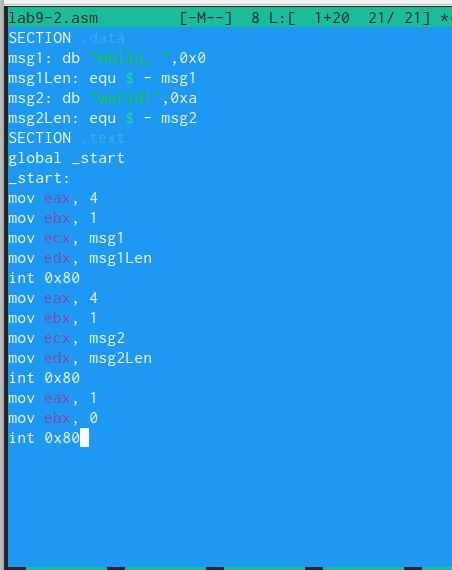 lab9-2.asm [-M--] 8 L:[ 1+20 21/ 21] *
SECTION .data
msg1: db "Hello, ",0x0
msg1Len: equ $ - msg1
msg2: db "world!",0xa
msg2Len: equ $ - msg2
SECTION .text
global _start
_start:
mov eax, 4
mov ebx, 1
mov ecx, msg1
mov edx, msg1Len
int 0x80
mov eax, 4
mov ebx, 1
mov ecx, msg2
mov edx, msg2Len
int 0x80
mov eax, 1
mov ebx, 0
int 0x80